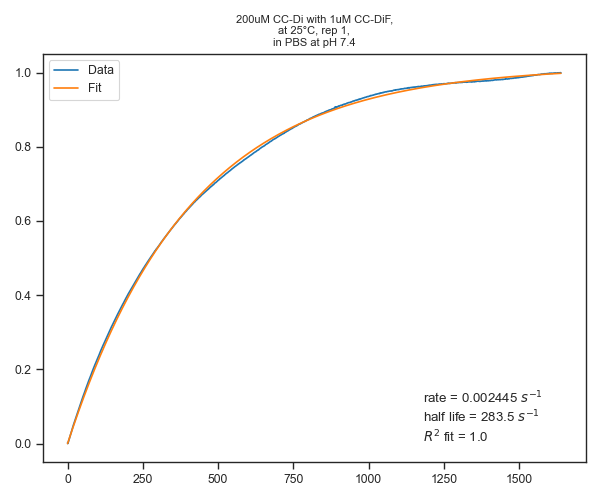 200uM CC-Di with 1uM CC-DiF,
at 25°C, rep 1,
in PBS at pH 7.4
Data
Fit
1.0
0.8
0.6
0.4
0.2
0.0
rate = 0.002445 s⁻¹
half life = 283.5 s⁻¹
R² fit = 1.0
0 250 500 750 1000 1250 1500